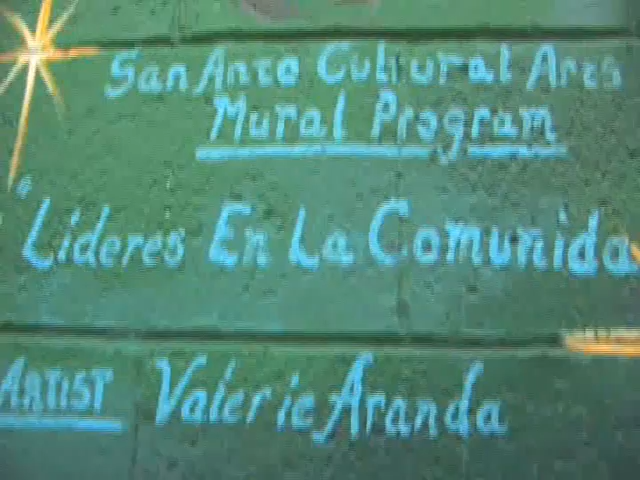 San Anto Cultural Arts
Mural Program
"Lideres En La Comunida
ARTIST Valerie Aranda